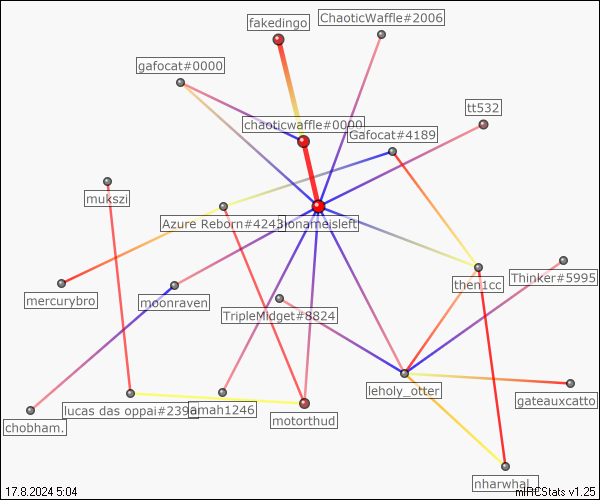 fakedingo
ChaoticWaffle#2006
gafocat#0000
tt532
chaoticwaffle#0000
Gafocat#4189
mukszi
Azure Reborn#4243
ionameisleft
then1cc
Thinker#5995
mercurybro
moonraven
TripleMidget#8824
leholy_otter
gateauxcatto
chobham.
lucas das oppai#239
amah1246
motorthud
nharwhal_
17.8.2024 5:04
mIRCStats v1.25